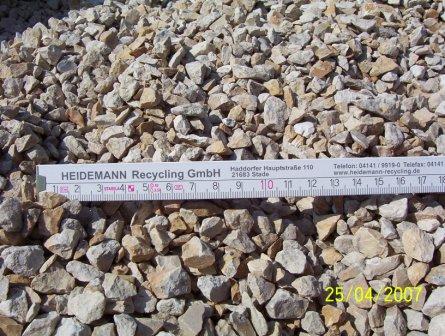 HEIDEMANN Recycling GmbH
Haddorfer Hauptstraße 110
21683 Stade
Telefon: 04141 / 9919-0 Telefax: 04141
www.heidemann-recycling.de
1 2 3 STABILA 4 5 6 7 8 9 10 11 12 13 14 15 16 17 18
25/04/2007